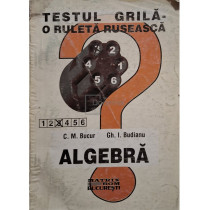 TESTUL GRILĂ-
O RULETĂ RUSEASCĂ
1
2
4
5
6
1 2 3 4 5 6
C. M. Bucur Gh. I. Budianu
ALGEBRĂ
BUCUREȘTI